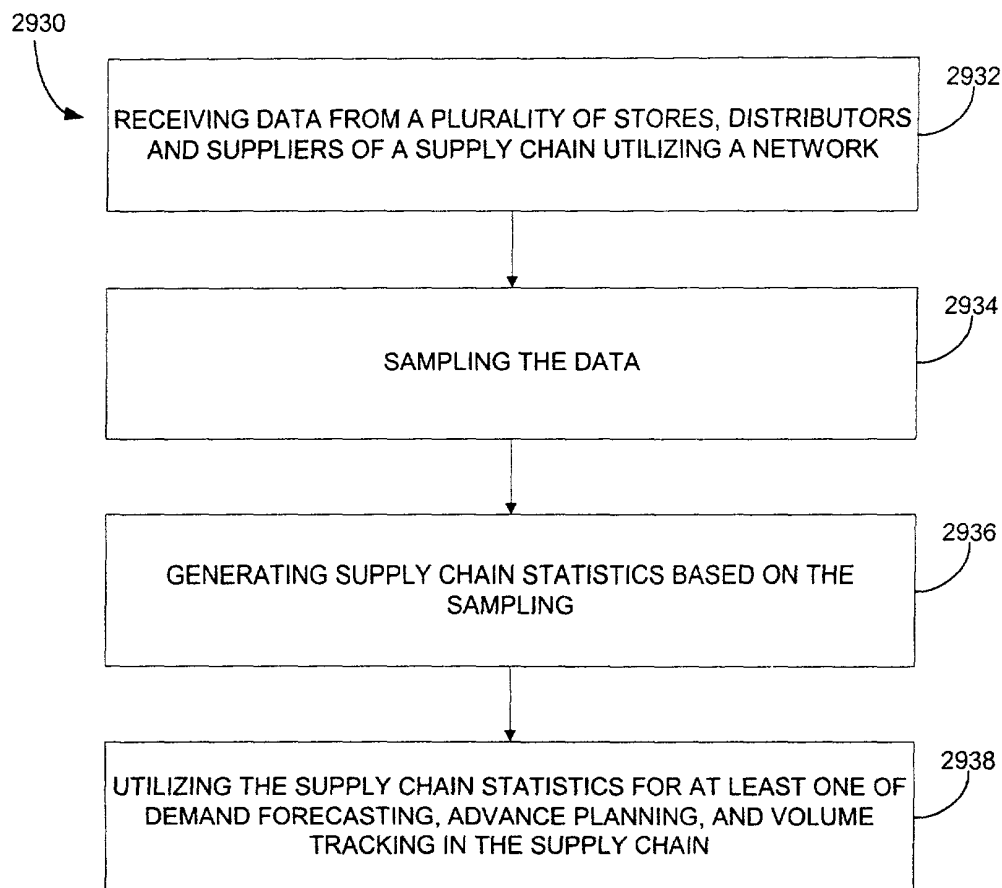 2930
2932
RECEIVING DATA FROM A PLURALITY OF STORES, DISTRIBUTORS
AND SUPPLIERS OF A SUPPLY CHAIN UTILIZING A NETWORK
2934
SAMPLING THE DATA
2936
GENERATING SUPPLY CHAIN STATISTICS BASED ON THE
SAMPLING
2938
UTILIZING THE SUPPLY CHAIN STATISTICS FOR AT LEAST ONE OF
DEMAND FORECASTING, ADVANCE PLANNING, AND VOLUME
TRACKING IN THE SUPPLY CHAIN